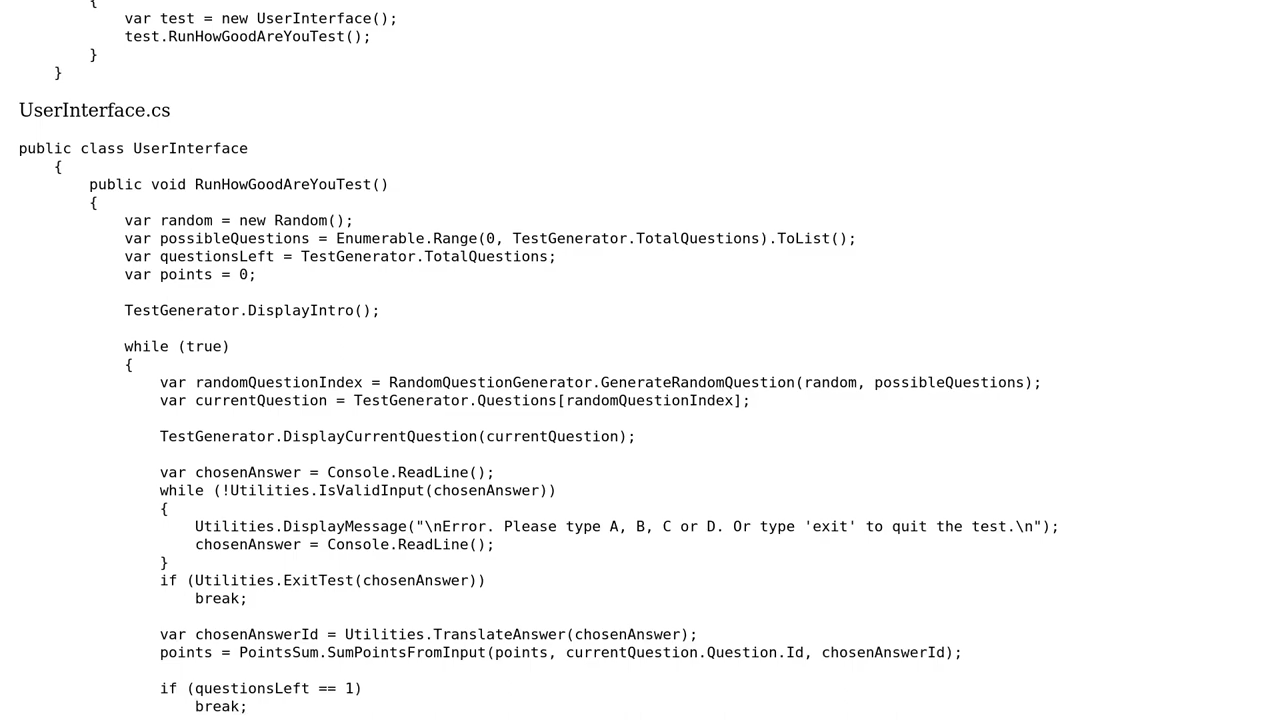 {
var test = new UserInterface();
test.RunHowGoodAreYouTest();
}
}
UserInterface.cs
public class UserInterface
{
public void RunHowGoodAreYouTest()
{
var random = new Random();
var possibleQuestions = Enumerable.Range(0, TestGenerator.TotalQuestions).ToList();
var questionsLeft = TestGenerator.TotalQuestions;
var points = 0;
TestGenerator.DisplayIntro();
while (true)
{
var randomQuestionIndex = RandomQuestionGenerator.GenerateRandomQuestion(random, possibleQuestions);
var currentQuestion = TestGenerator.Questions[randomQuestionIndex];
TestGenerator.DisplayCurrentQuestion(currentQuestion);
var chosenAnswer = Console.ReadLine();
while (!Utilities.IsValidInput(chosenAnswer))
{
Utilities.DisplayMessage("\nError. Please type A, B, C or D. Or type 'exit' to quit the test.\n");
chosenAnswer = Console.ReadLine();
}
if (Utilities.ExitTest(chosenAnswer))
break;
var chosenAnswerId = Utilities.TranslateAnswer(chosenAnswer);
points = PointsSum.SumPointsFromInput(points, currentQuestion.Question.Id, chosenAnswerId);
if (questionsLeft == 1)
break;